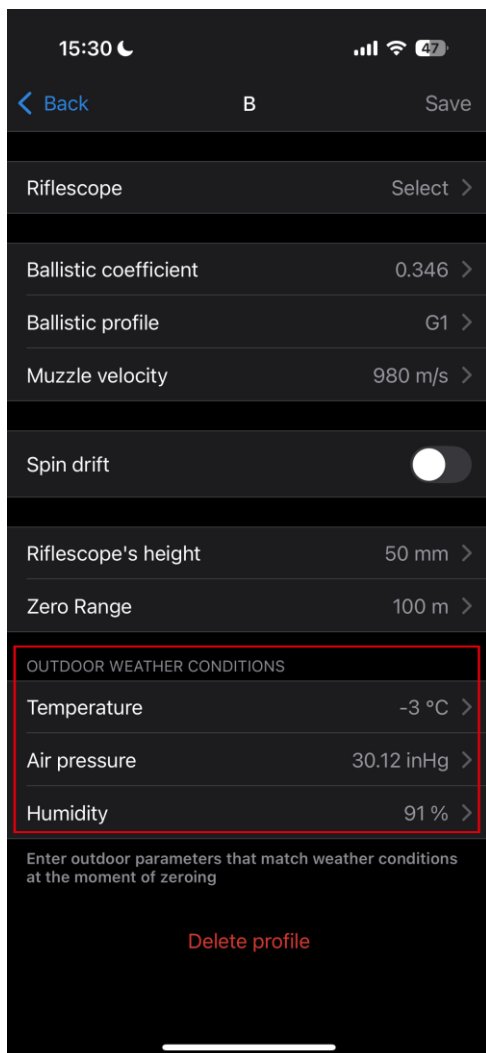 15:30
47
Back
B
Save
Riflescope
Select
Ballistic coefficient
0.346
Ballistic profile
G1
Muzzle velocity
980 m/s
Spin drift
Riflescope's height
50 mm
Zero Range
100 m
OUTDOOR WEATHER CONDITIONS
Temperature
-3 °C
Air pressure
30.12 inHg
Humidity
91 %
Enter outdoor parameters that match weather conditions
at the moment of zeroing
Delete profile